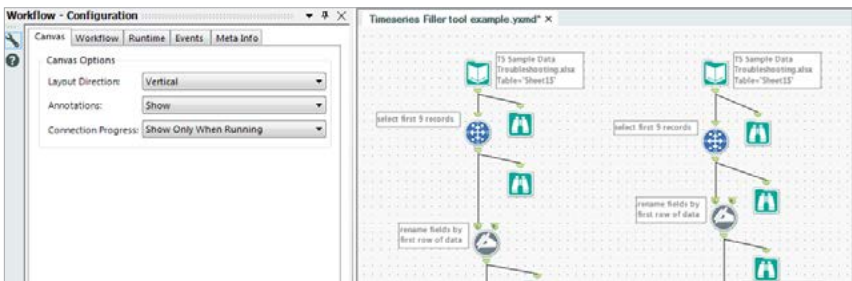 Workflow - Configuration
Canvas Workflow Runtime Events Meta Info
Canvas Options
Layout Direction: Vertical
Annotations: Show
Connection Progress: Show Only When Running
Timeseries Filler tool example.yxmd*
TS Sample Data
Troubleshooting.xlsx
Table='Sheet1$'
select first 9 records
rename fields by
first row of data
TS Sample Data
Troubleshooting.xlsx
Table='Sheet1$'
select first 9 records
rename fields by
first row of data